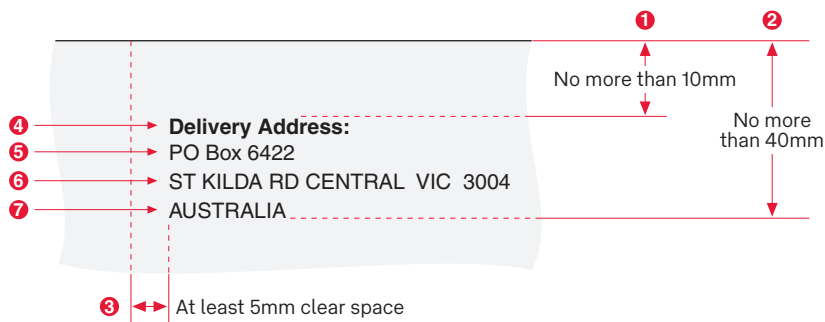 1 2
No more than 10mm
No more
than 40mm
4 Delivery Address:
5 PO Box 6422
6 ST KILDA RD CENTRAL VIC 3004
7 AUSTRALIA
3 At least 5mm clear space